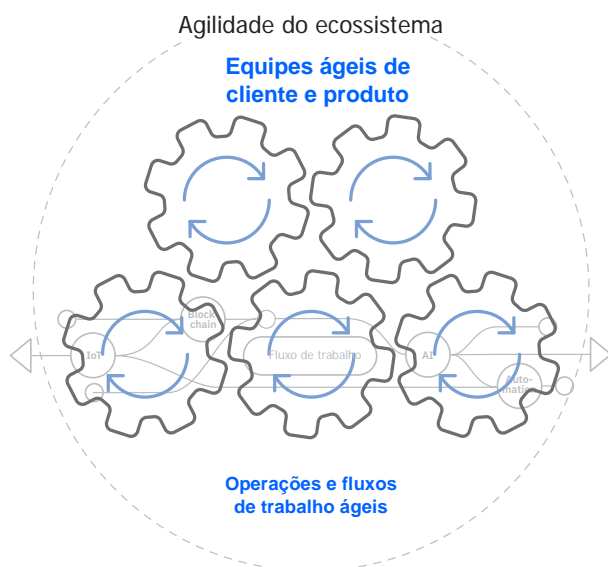 Agilidade do ecossistema
Equipes ágeis de
cliente e produto
Block
chain
IoT
Fluxo de trabalho
AI
Auto-
mation
Operações e fluxos
de trabalho ágeis